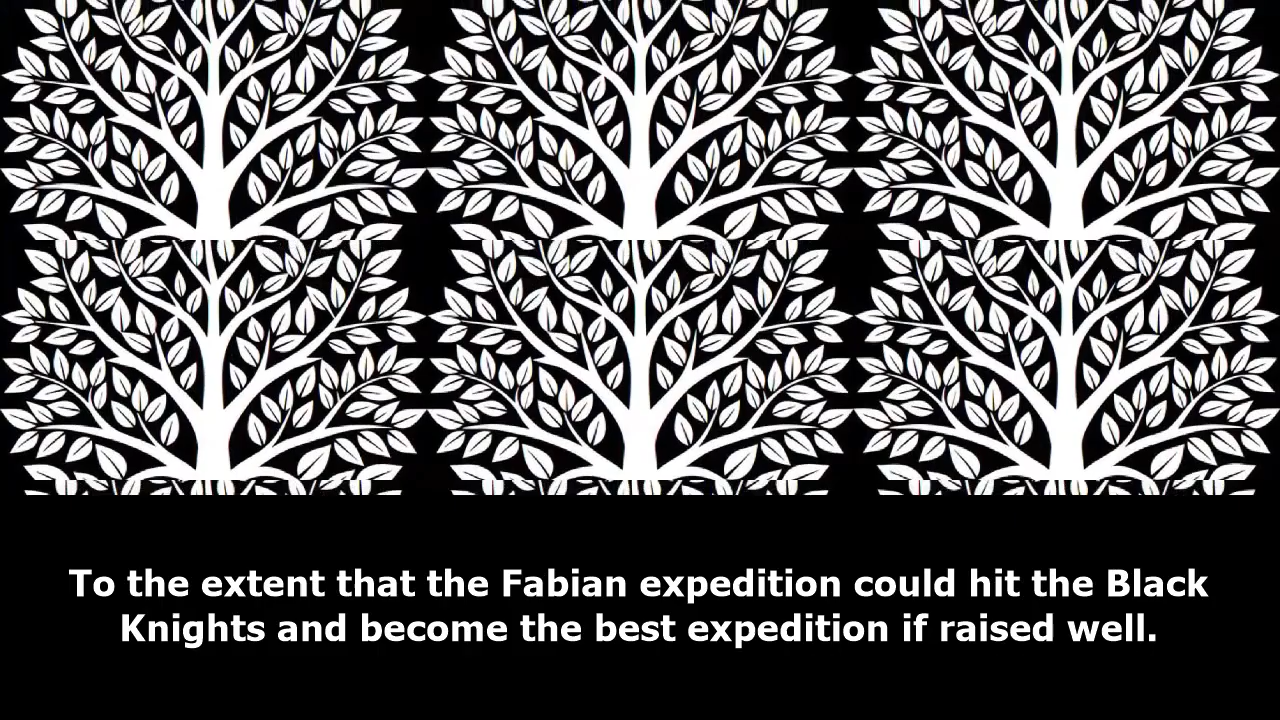 To the extent that the Fabian expedition could hit the Black
Knights and become the best expedition if raised well.